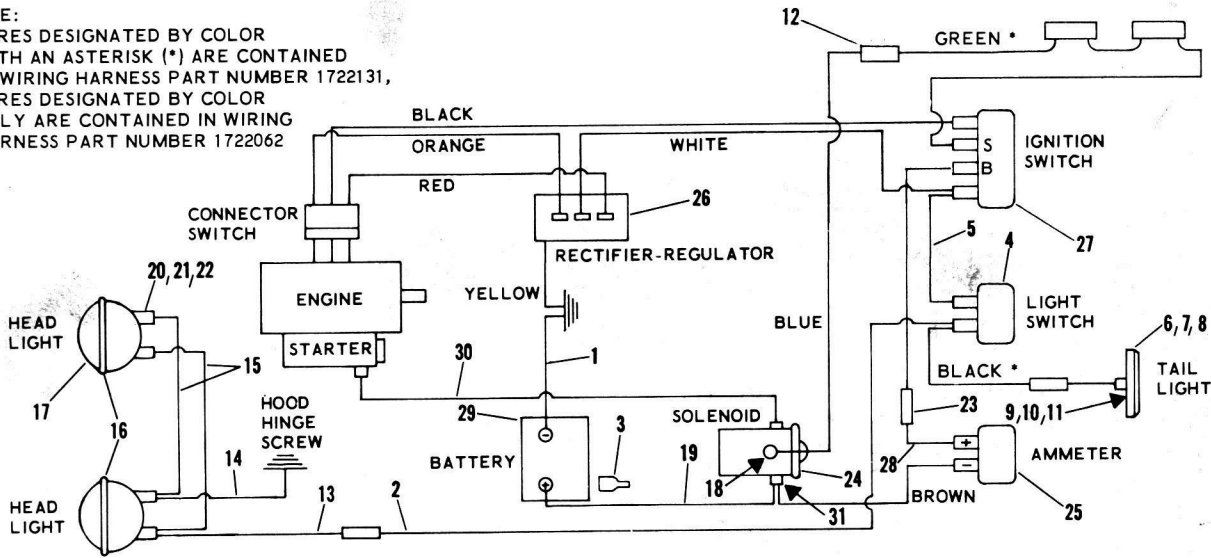 E:
RES DESIGNATED BY COLOR
TH AN ASTERISK (*) ARE CONTAINED
WIRING HARNESS PART NUMBER 1722131,
RES DESIGNATED BY COLOR
LY ARE CONTAINED IN WIRING
RNESS PART NUMBER 1722062
12
GREEN *
BLACK
ORANGE
WHITE
RED
S
B
IGNITION
SWITCH
27
CONNECTOR
SWITCH
26
RECTIFIER-REGULATOR
5
4
20, 21, 22
ENGINE
YELLOW
BLUE
LIGHT
SWITCH
6, 7, 8
HEAD
LIGHT
STARTER
15
30
1
BLACK *
TAIL
LIGHT
17
16
HOOD
HINGE
SCREW
29
3
SOLENOID
23
9, 10, 11
BATTERY
19
18
24
28
+
-
AMMETER
14
HEAD
LIGHT
13
2
31
BROWN
25